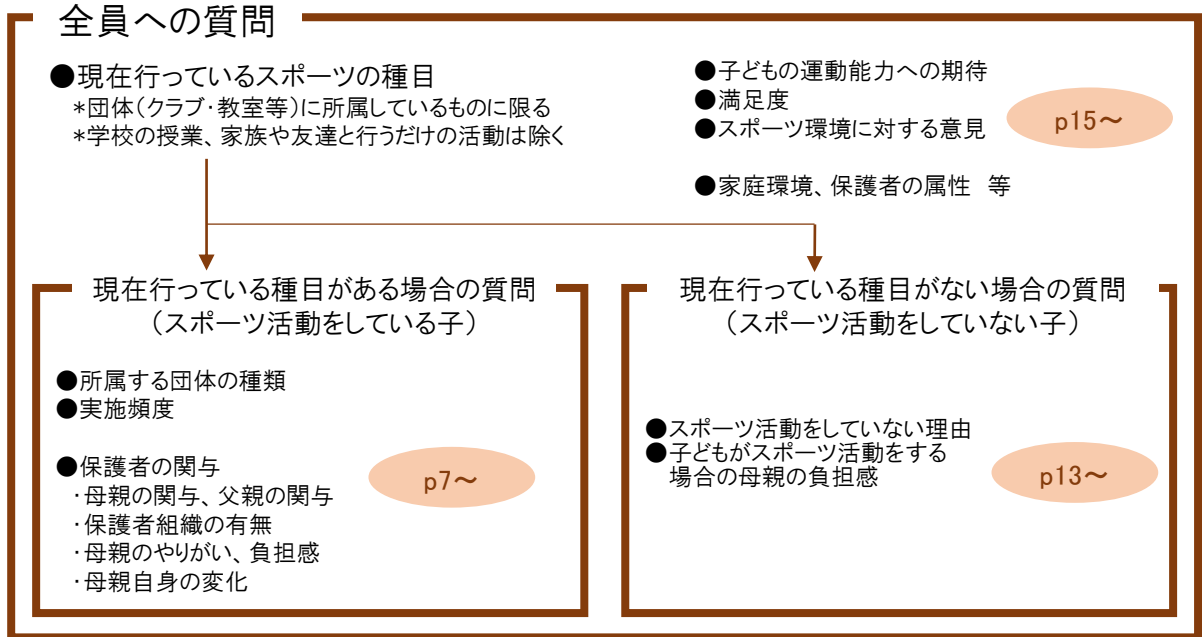 全員への質問
●現在行っているスポーツの種目
*団体(クラブ・教室等)に所属しているものに限る
*学校の授業、家族や友達と行うだけの活動は除く
●子どもの運動能力への期待
●満足度
●スポーツ環境に対する意見
p15～
●家庭環境、保護者の属性 等
現在行っている種目がある場合の質問
(スポーツ活動をしている子)
●所属する団体の種類
●実施頻度
●保護者の関与
・母親の関与、父親の関与
・保護者組織の有無
・母親のやりがい、負担感
・母親自身の変化
p7～
現在行っている種目がない場合の質問
(スポーツ活動をしていない子)
●スポーツ活動をしていない理由
●子どもがスポーツ活動をする
場合の母親の負担感
p13～